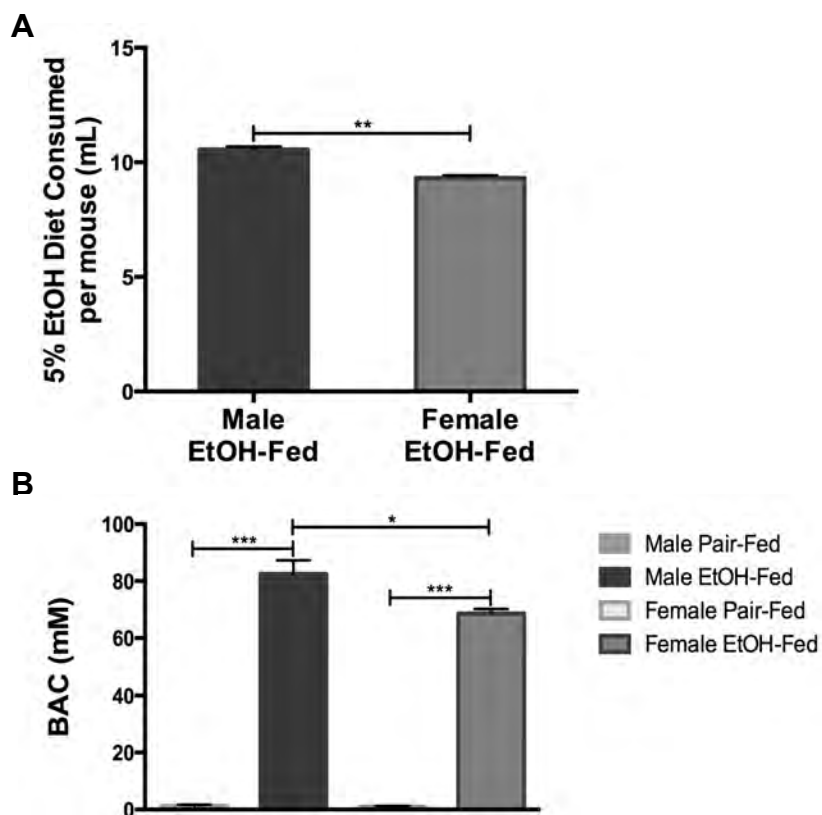 A
15
10
5
0
5% EtOH Diet Consumed
per mouse (mL)
**
Male
EtOH-Fed
Female
EtOH-Fed
B
100
80
60
40
20
0
BAC (mM)
***
*
***
Male Pair-Fed
Male EtOH-Fed
Female Pair-Fed
Female EtOH-Fed